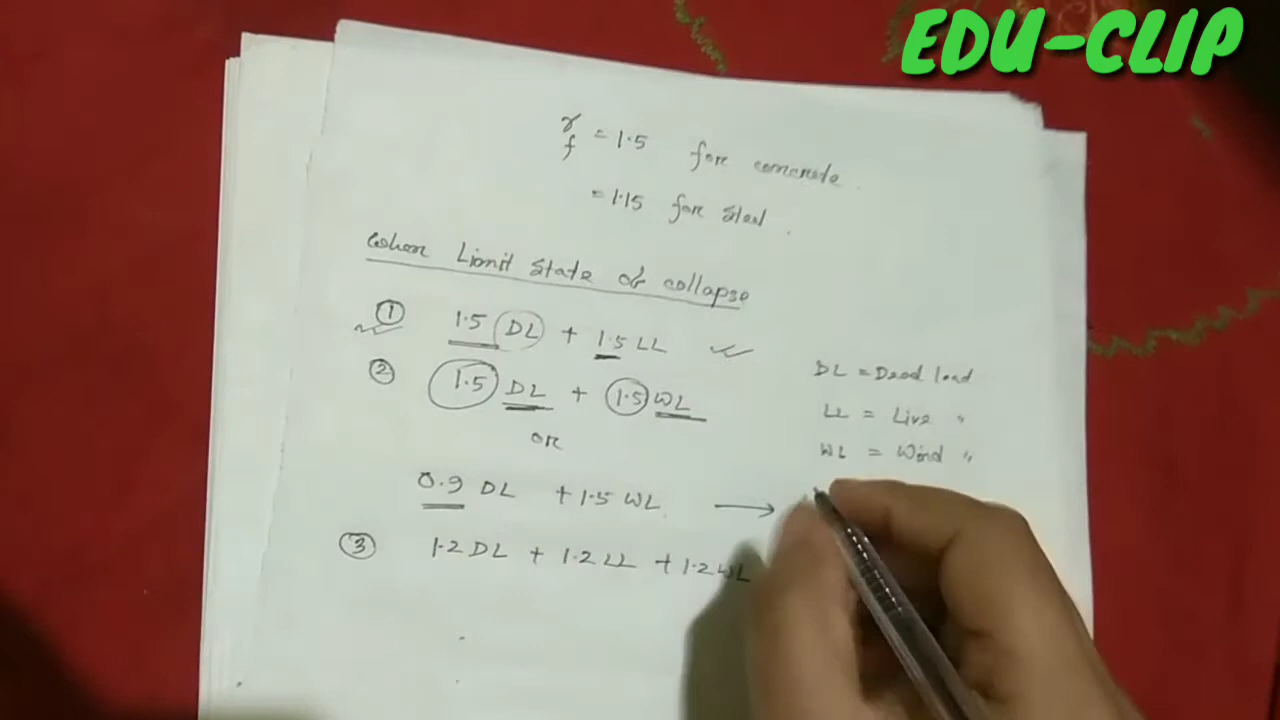 EDU-CLIP
γf = 1.5 for concrete.
= 1.15 for steel.
when Limit State of collapse
① 1.5 DL + 1.5 LL
② 1.5 DL + 1.5 WL
or
0.9 DL + 1.5 WL →
③ 1.2 DL + 1.2 LL + 1.2 WL
DL = Dead load
LL = Live "
WL = Wind "